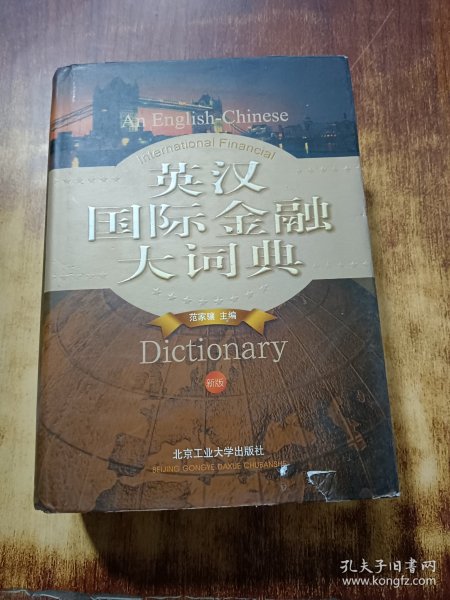 An English-Chinese
International Financial
英汉
国际金融
大词典
范家骧 主编
Dictionary
新版
北京工业大学出版社
BEIJING GONGYE DAXUE CHUBANSHE
孔夫子旧书网
www.kongfz.com